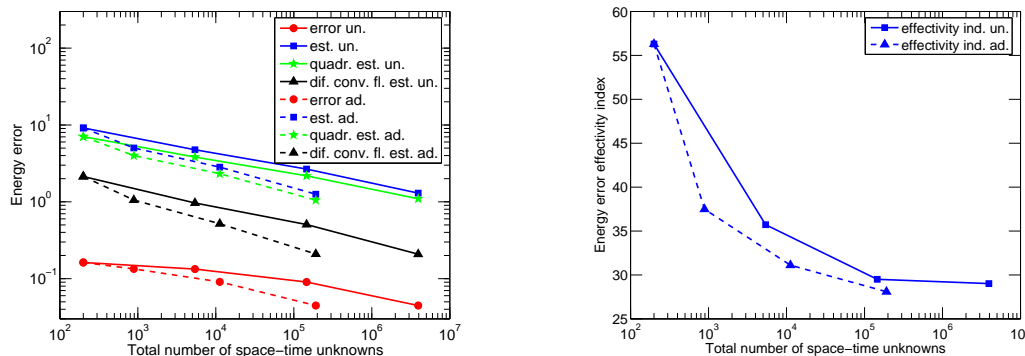 10^2
10^1
10^0
10^-1
10^2 10^3 10^4 10^5 10^6 10^7
Energy error
Total number of space-time unknowns
error un.
est. un.
quadr. est. un.
dif. conv. fl. est. un.
error ad.
est. ad.
quadr. est. ad.
dif. conv. fl. est. ad.
60
55
50
45
40
35
30
25
10^2 10^3 10^4 10^5 10^6 10^7
Energy error effectivity index
Total number of space-time unknowns
effectivity ind. un.
effectivity ind. ad.